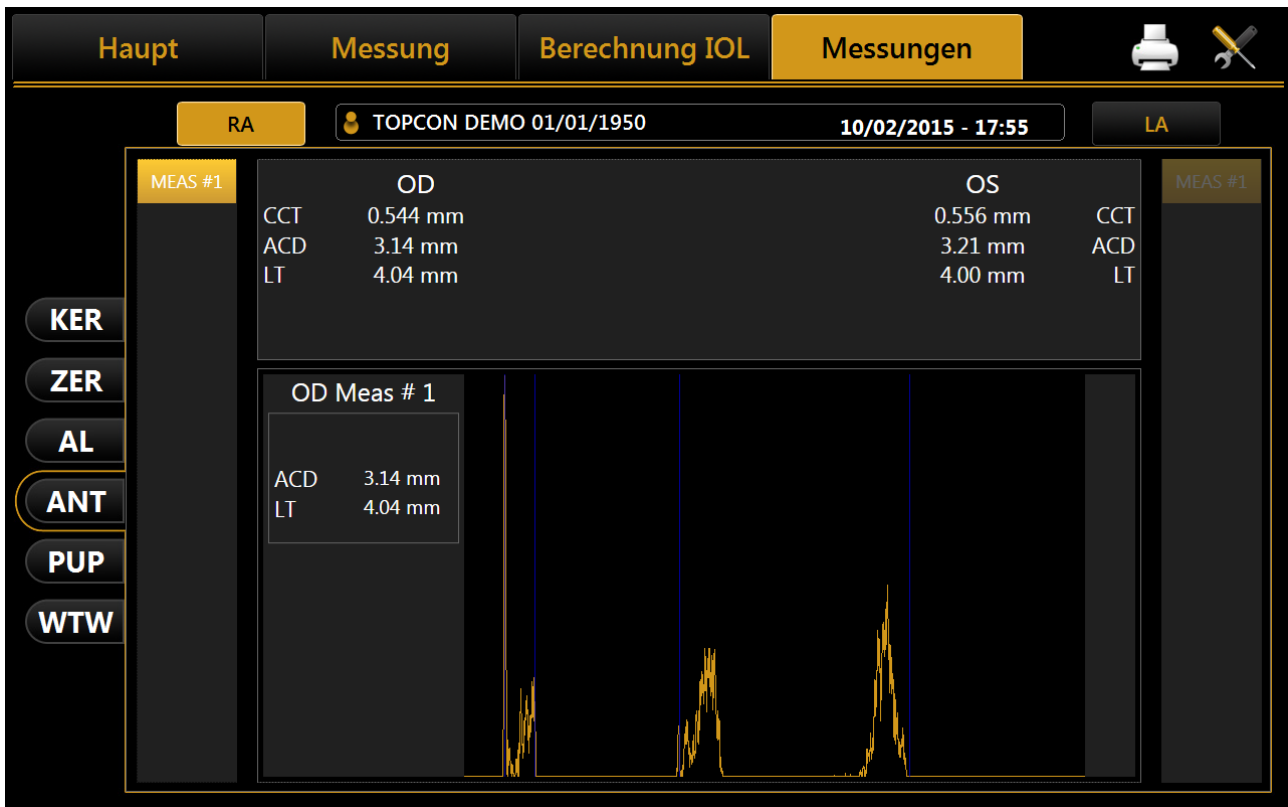 Haupt Messung Berechnung IOL Messungen
RA TOPCON DEMO 01/01/1950 10/02/2015 - 17:55 LA
MEAS #1 OD OS MEAS #1
CCT 0.544 mm 0.556 mm CCT
ACD 3.14 mm 3.21 mm ACD
LT 4.04 mm 4.00 mm LT
KER
ZER
AL
ANT
PUP
WTW
OD Meas # 1
ACD 3.14 mm
LT 4.04 mm